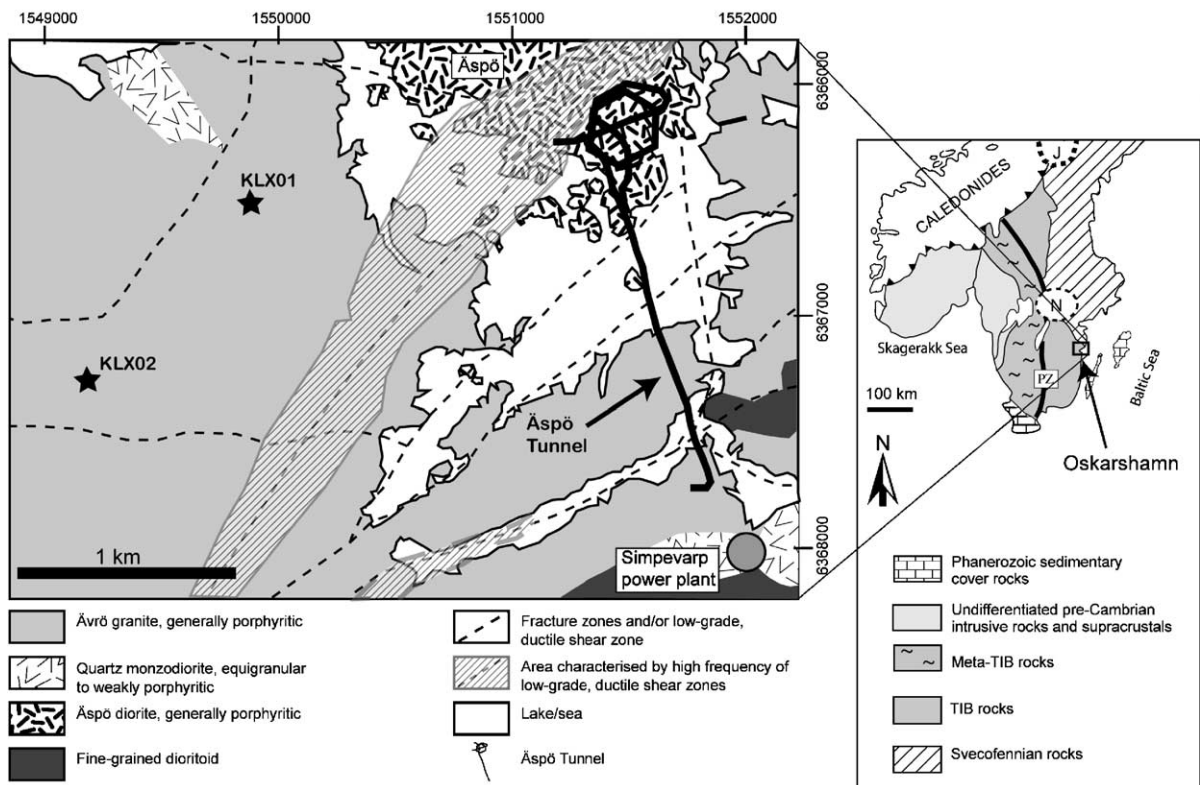 1549000
1550000
1551000
1552000
Äspö
6366000
KLX01
KLX02
6367000
Äspö
Tunnel
1 km
Simpevarp
power plant
6368000
Ävrö granite, generally porphyritic
Quartz monzodiorite, equigranular
to weakly porphyritic
Äspö diorite, generally porphyritic
Fine-grained dioritoid
Fracture zones and/or low-grade,
ductile shear zone
Area characterised by high frequency of
low-grade, ductile shear zones
Lake/sea
Äspö Tunnel
J
CALEDONIDES
N
Skagerakk Sea
PZ
Baltic Sea
100 km
N
Oskarshamn
Phanerozoic sedimentary
cover rocks
Undifferentiated pre-Cambrian
intrusive rocks and supracrustals
Meta-TIB rocks
TIB rocks
Svecofennian rocks